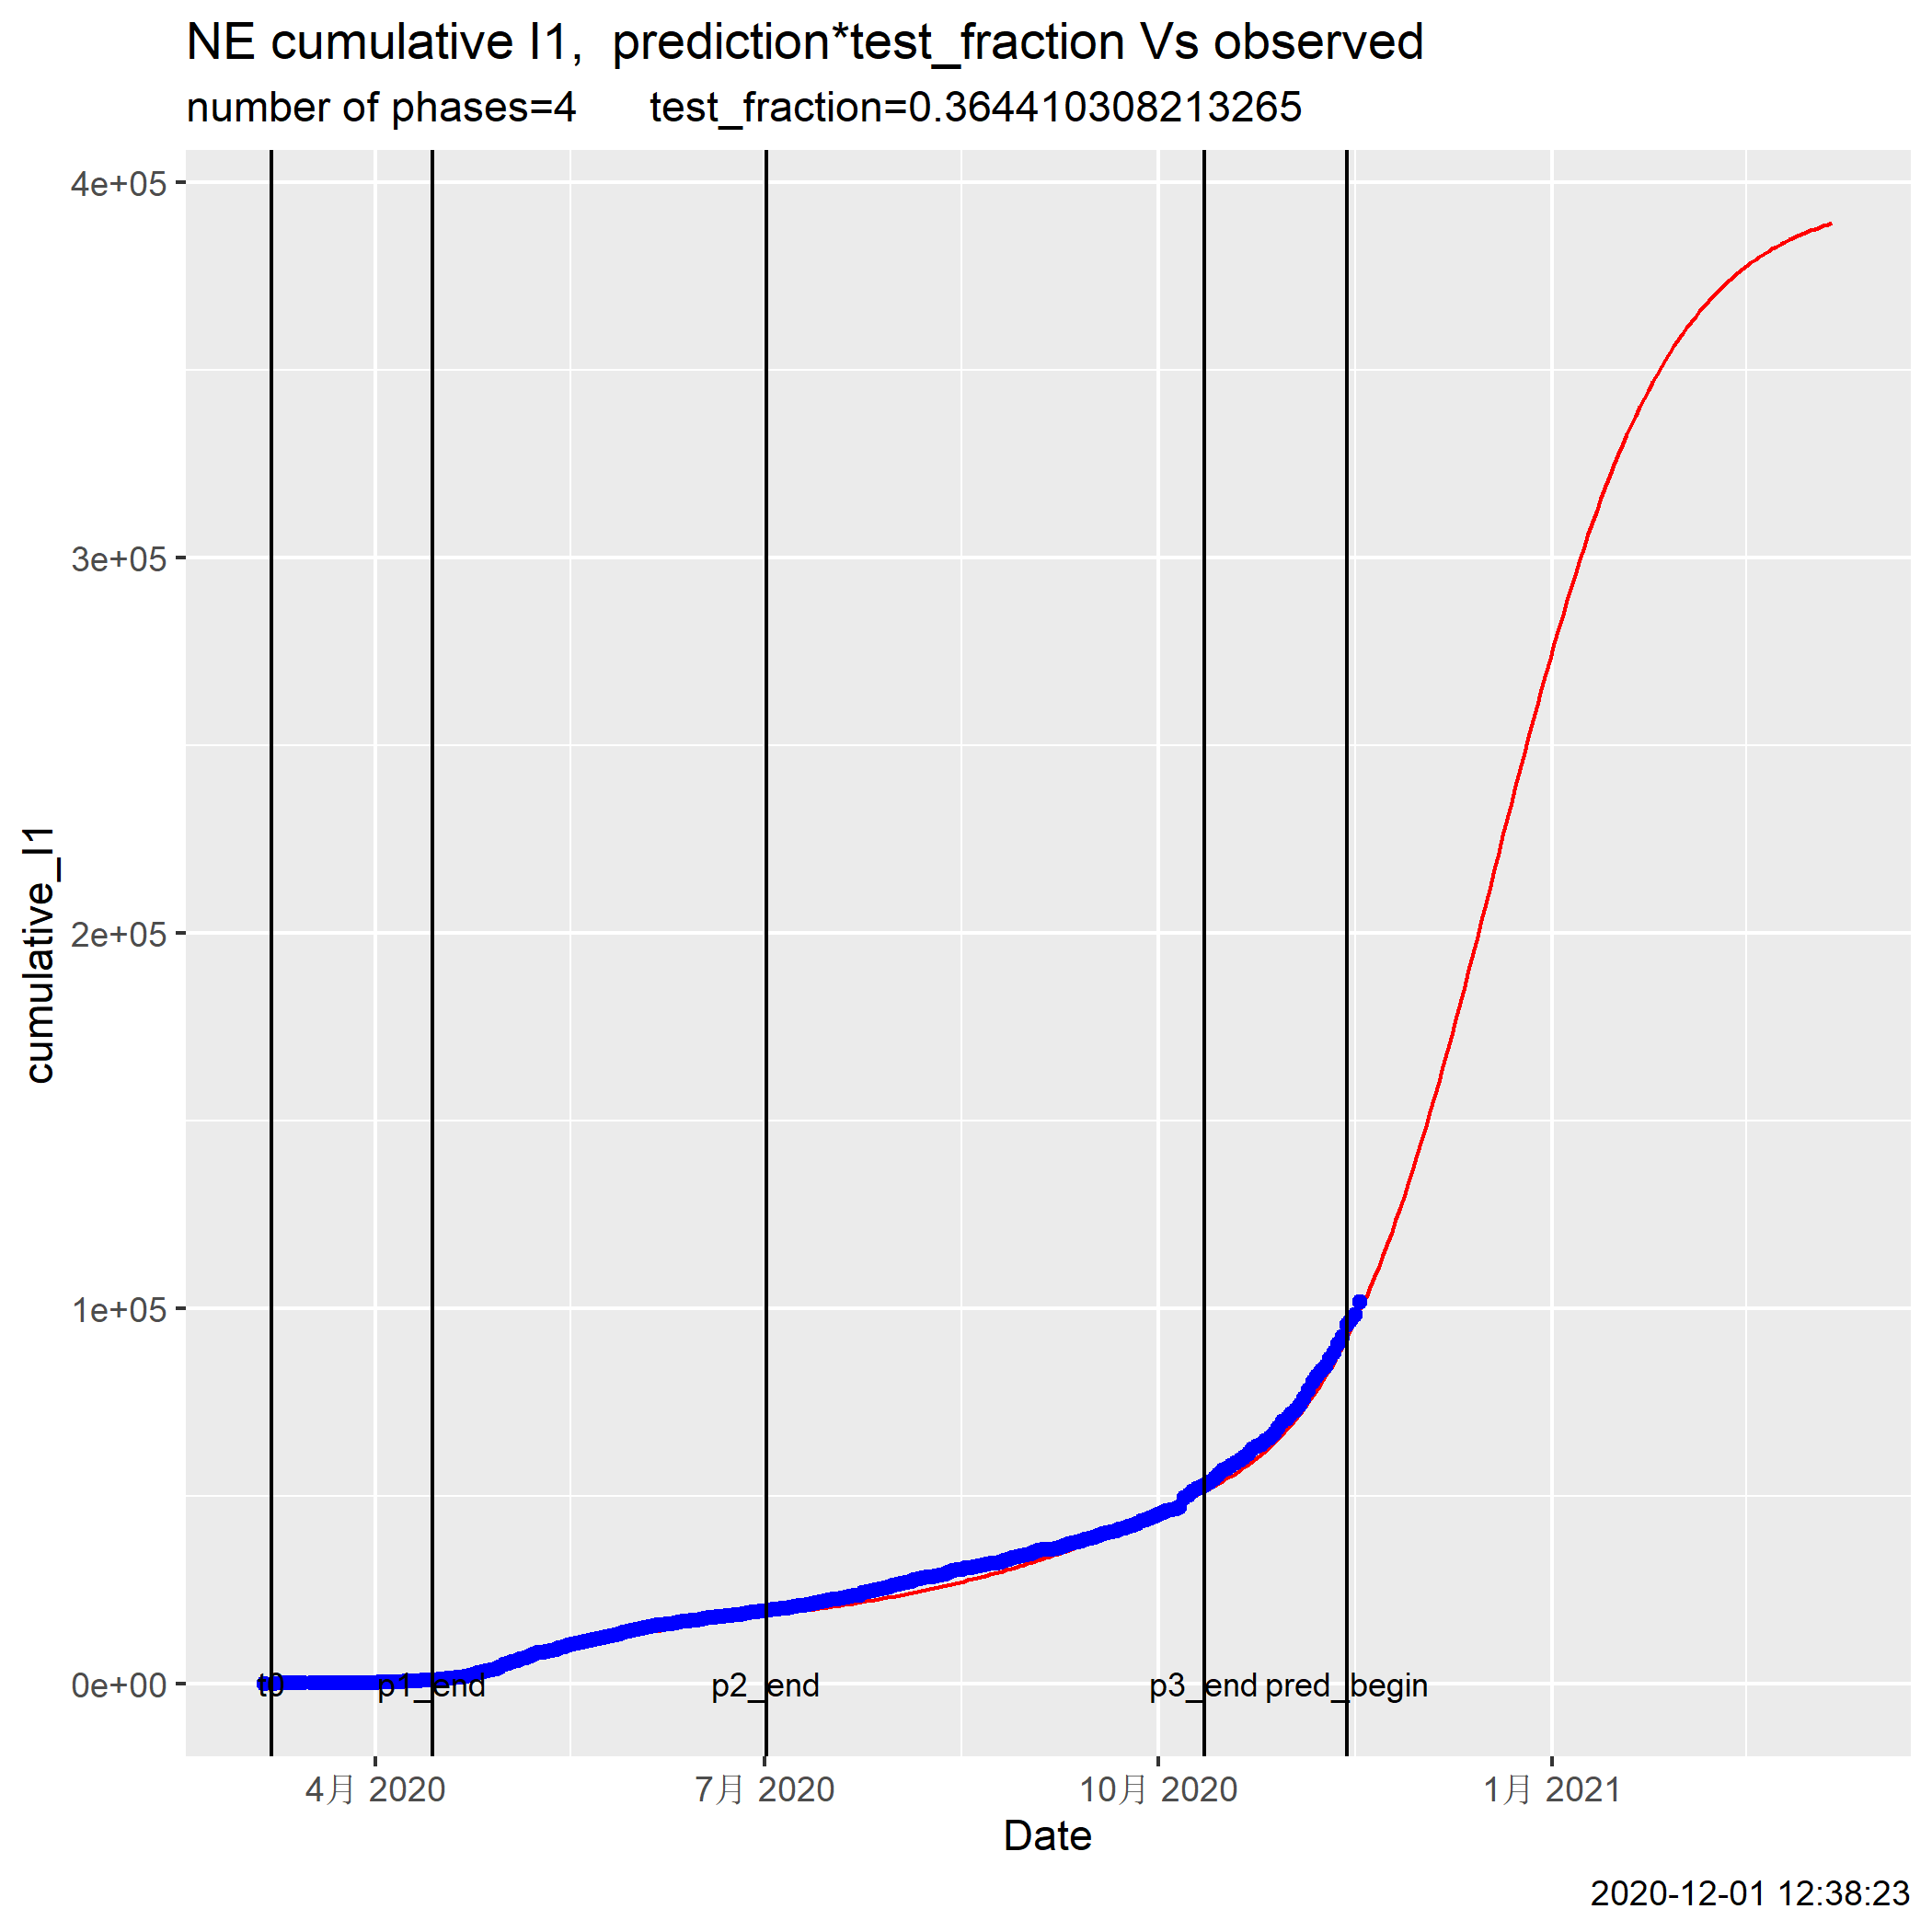 NE cumulative I1,  prediction*test_fraction Vs observed
number of phases=4      test_fraction=0.364410308213265
4e+05
3e+05
2e+05
1e+05
0e+00
cumulative_I1
t0
p1_end
p2_end
p3_end
pred_begin
4月 2020
7月 2020
10月 2020
1月 2021
Date
2020-12-01 12:38:23